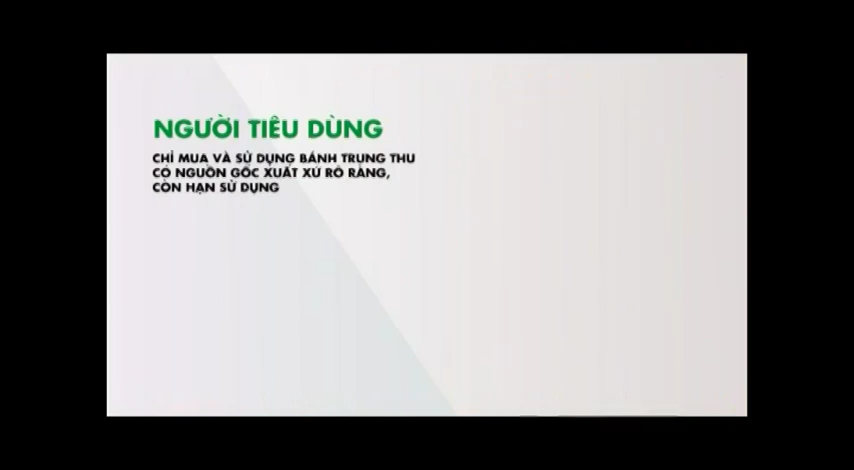 NGƯỜI TIÊU DÙNG
CHỈ MUA VÀ SỬ DỤNG BÁNH TRUNG THU
CÓ NGUỒN GỐC XUẤT XỨ RÕ RÀNG,
CÒN HẠN SỬ DỤNG